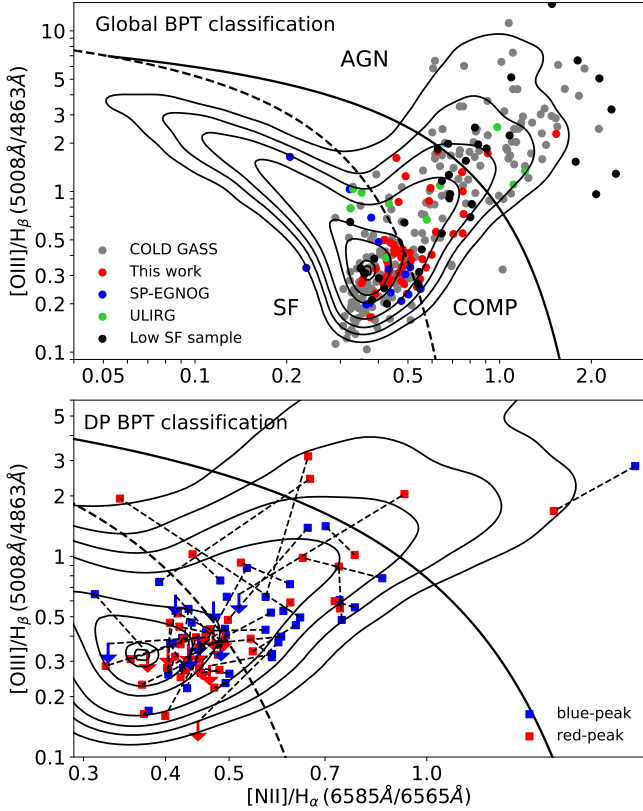 Global BPT classification
AGN
SF
COMP
COLD GASS
This work
SP-EGNOG
ULIRG
Low SF sample
[OIII]/Hβ (5008Å/4863Å)
10
5
3
2
1
0.5
0.3
0.2
0.1
0.05 0.1 0.2 0.5 1.0 2.0
DP BPT classification
[OIII]/Hβ (5008Å/4863Å)
5
3
2
1
0.5
0.3
0.2
0.1
blue-peak
red-peak
0.3 0.4 0.5 0.7 1.0
[NII]/Hα (6585Å/6565Å)